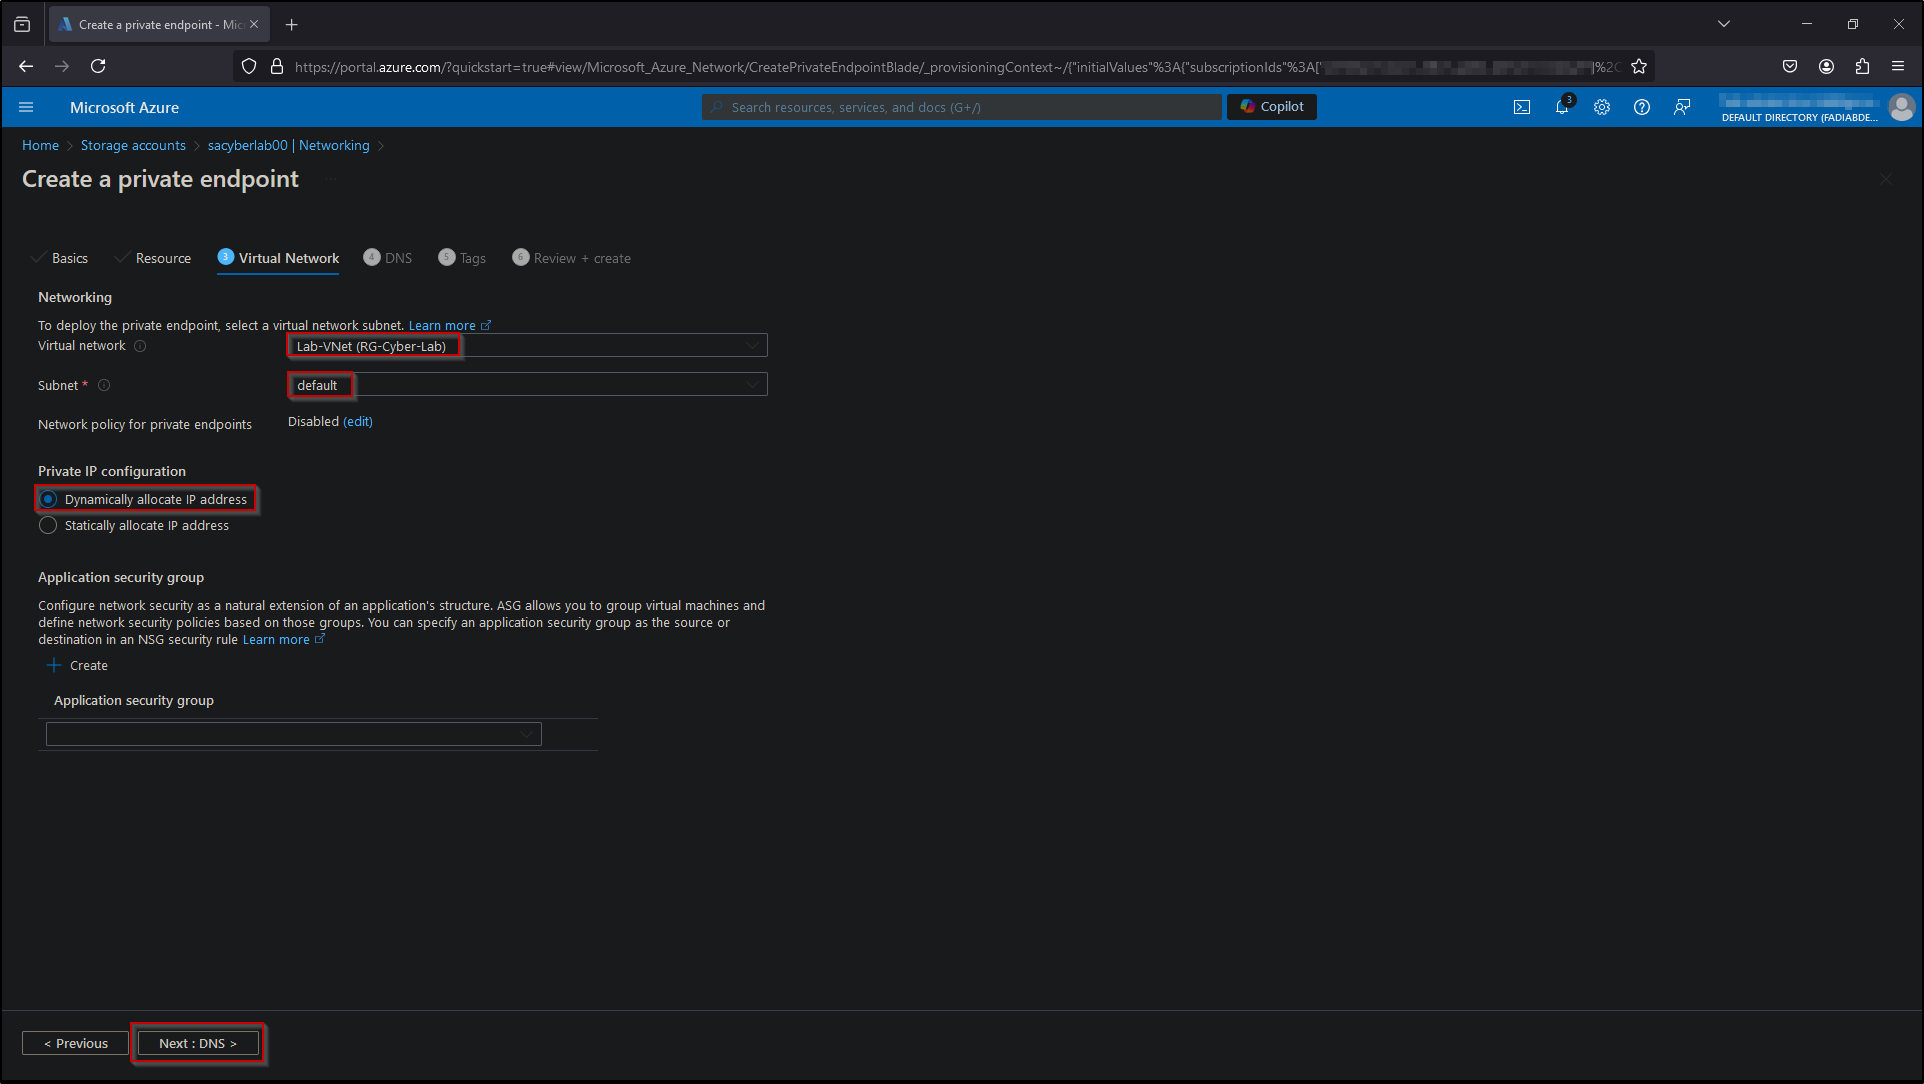 Create a private endpoint - Mic
https://portal.azure.com/?quickstart=true#view/Microsoft_Azure_Network/CreatePrivateEndpointBlade/_provisioningContext~/{"initialValues"%3A{"subscriptionIds"%3A["
]%2C
Microsoft Azure
Search resources, services, and docs (G+/)
Copilot
3
DEFAULT DIRECTORY (FADIABDE...
Home > Storage accounts > sacyberlab00 | Networking >
Create a private endpoint ...
Basics
Resource
3 Virtual Network
4 DNS
5 Tags
6 Review + create
Networking
To deploy the private endpoint, select a virtual network subnet. Learn more
Virtual network
Lab-VNet (RG-Cyber-Lab)
Subnet *
default
Network policy for private endpoints
Disabled (edit)
Private IP configuration
Dynamically allocate IP address
Statically allocate IP address
Application security group
Configure network security as a natural extension of an application's structure. ASG allows you to group virtual machines and
define network security policies based on those groups. You can specify an application security group as the source or
destination in an NSG security rule Learn more
+ Create
Application security group
< Previous
Next : DNS >